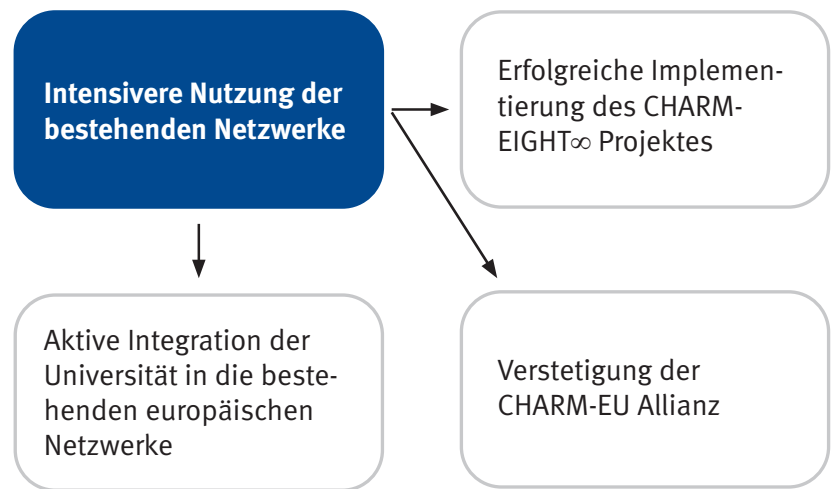 Intensivere Nutzung der
bestehenden Netzwerke
Erfolgreiche Implemen-
tierung des CHARM-
EIGHT∞ Projektes
Aktive Integration der
Universität in die beste-
henden europäischen
Netzwerke
Verstetigung der
CHARM-EU Allianz